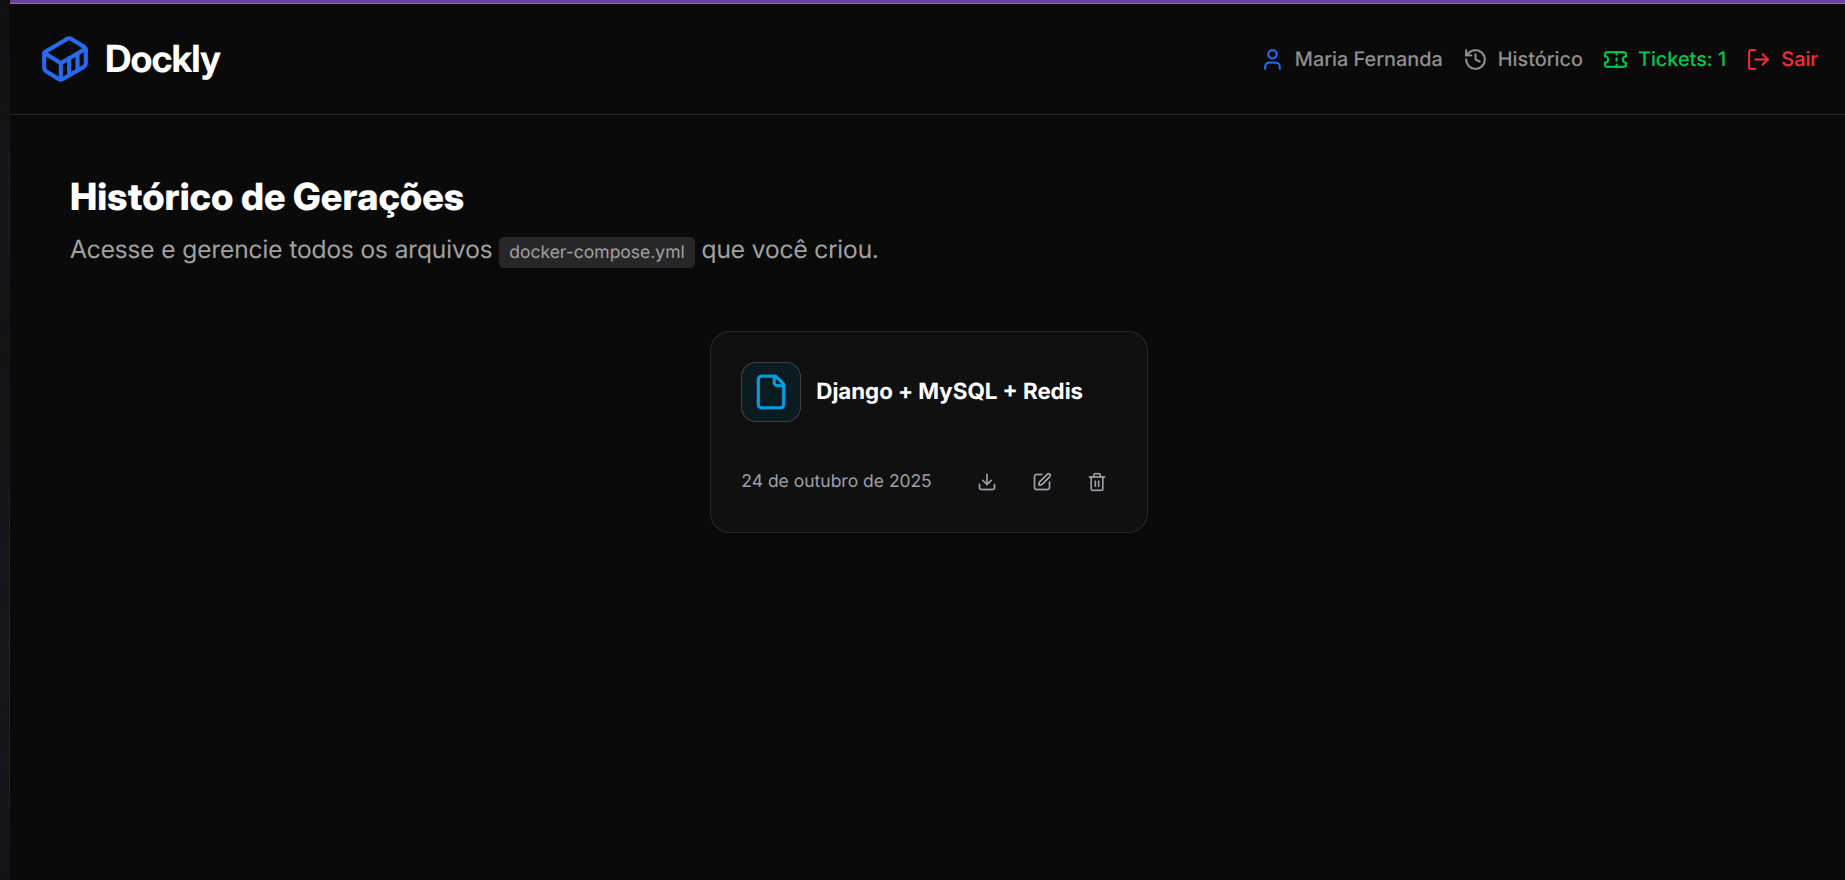 Dockly
Maria Fernanda Histórico Tickets: 1 Sair
Histórico de Gerações
Acesse e gerencie todos os arquivos docker-compose.yml que você criou.
Django + MySQL + Redis
24 de outubro de 2025